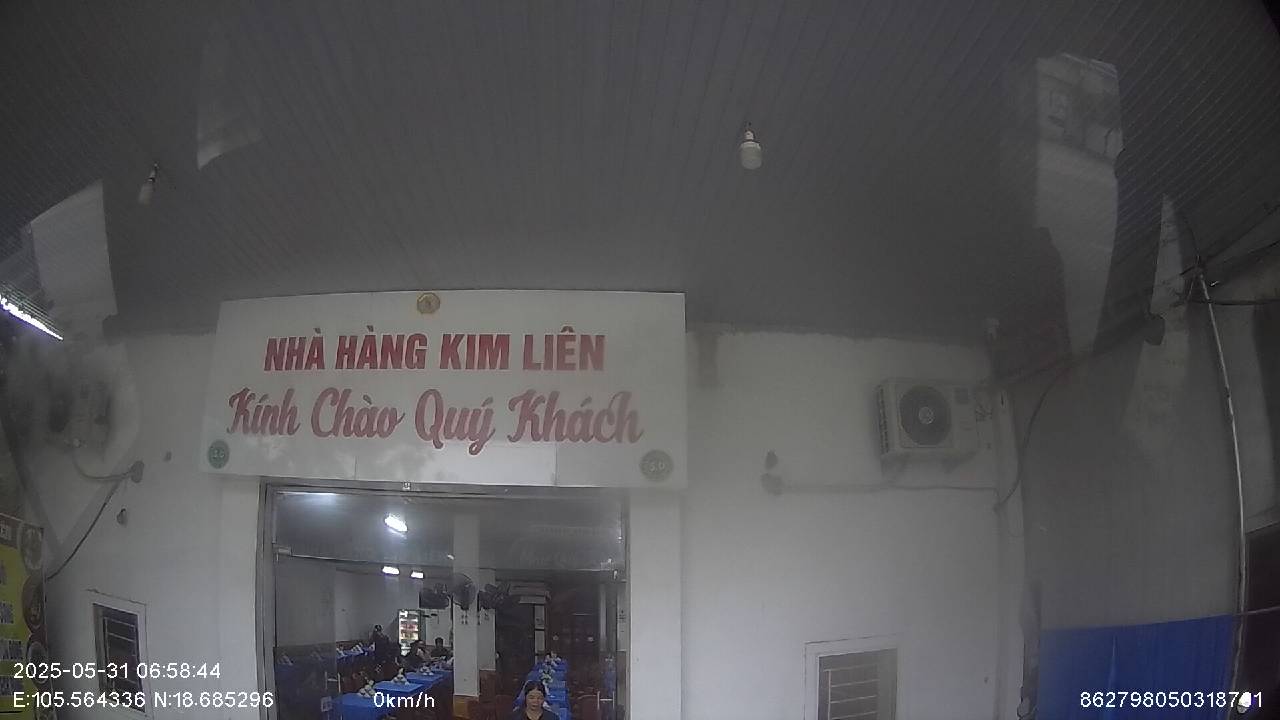 NHÀ HÀNG KIM LIÊN
Kính Chào Quý Khách
2025-05-31 06:58:44
E:105.564336 N:18.685296
0km/h